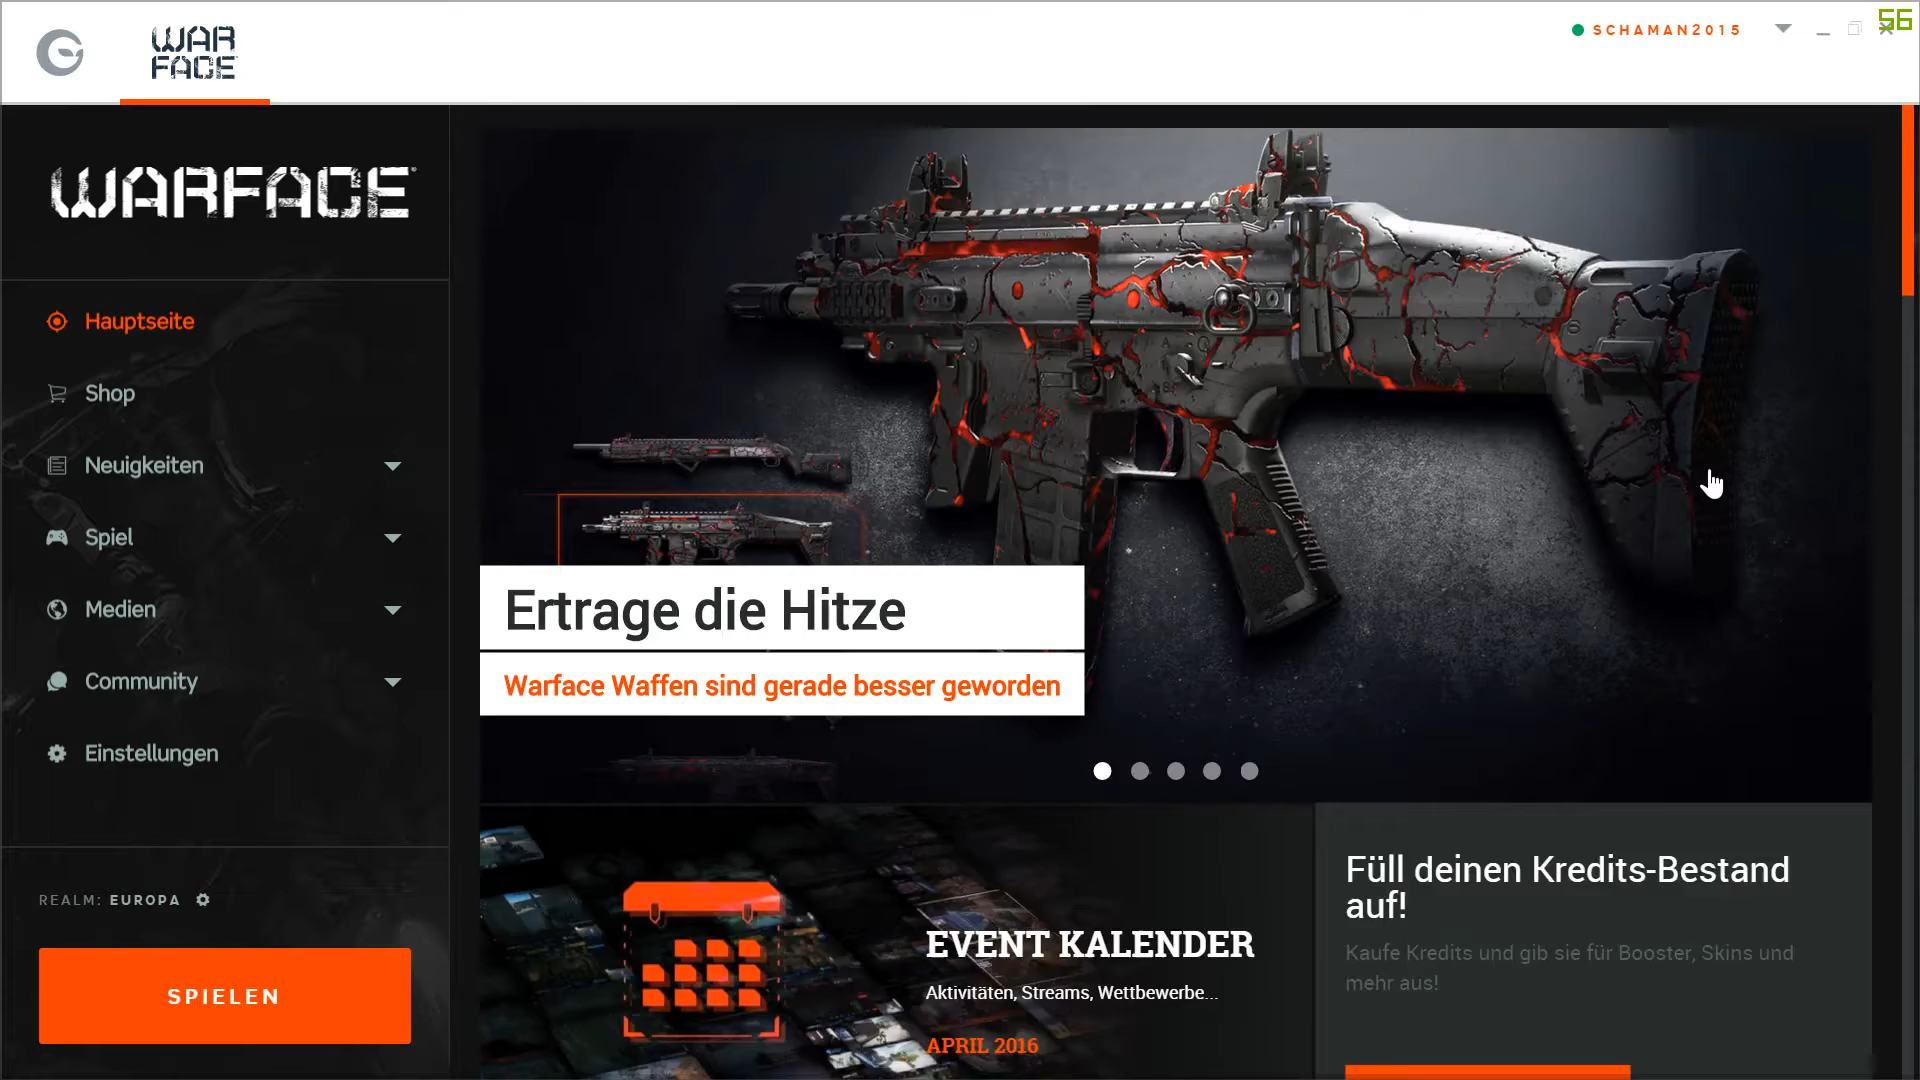 WAR
FACE
SCHAMAN2015
56
WARFACE
Hauptseite
Shop
Neuigkeiten
Spiel
Medien
Community
Einstellungen
REALM: EUROPA
SPIELEN
Ertrage die Hitze
Warface Waffen sind gerade besser geworden
EVENT KALENDER
Aktivitäten, Streams, Wettbewerbe...
APRIL 2016
Füll deinen Kredits-Bestand
auf!
Kaufe Kredits und gib sie für Booster, Skins und
mehr aus!